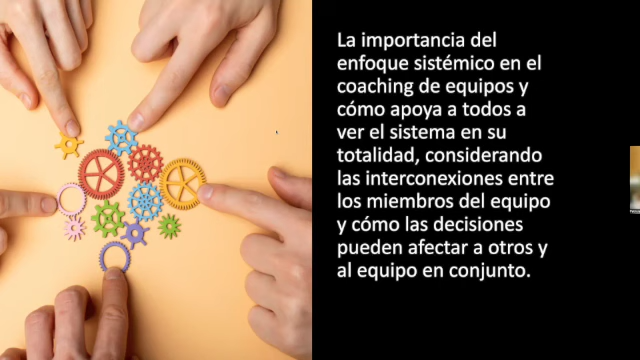 La importancia del
enfoque sistémico en el
coaching de equipos y
cómo apoya a todos a
ver el sistema en su
totalidad, considerando
las interconexiones entre
los miembros del equipo
y cómo las decisiones
pueden afectar a otros y
al equipo en conjunto.